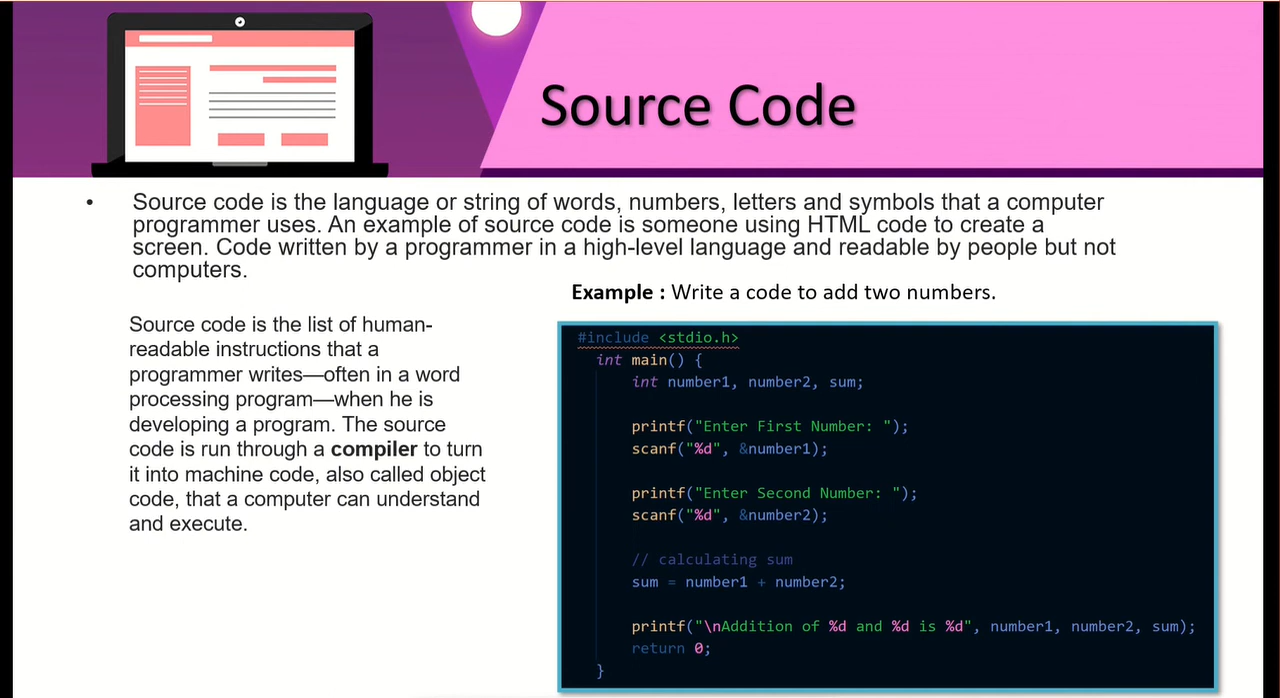 Source Code
• Source code is the language or string of words, numbers, letters and symbols that a computer
programmer uses. An example of source code is someone using HTML code to create a
screen. Code written by a programmer in a high-level language and readable by people but not
computers.
Source code is the list of human-
readable instructions that a
programmer writes—often in a word
processing program—when he is
developing a program. The source
code is run through a compiler to turn
it into machine code, also called object
code, that a computer can understand
and execute.
Example : Write a code to add two numbers.
#include <stdio.h>
int main() {
int number1, number2, sum;
printf("Enter First Number: ");
scanf("%d", &number1);
printf("Enter Second Number: ");
scanf("%d", &number2);
// calculating sum
sum = number1 + number2;
printf("\nAddition of %d and %d is %d", number1, number2, sum);
return 0;
}